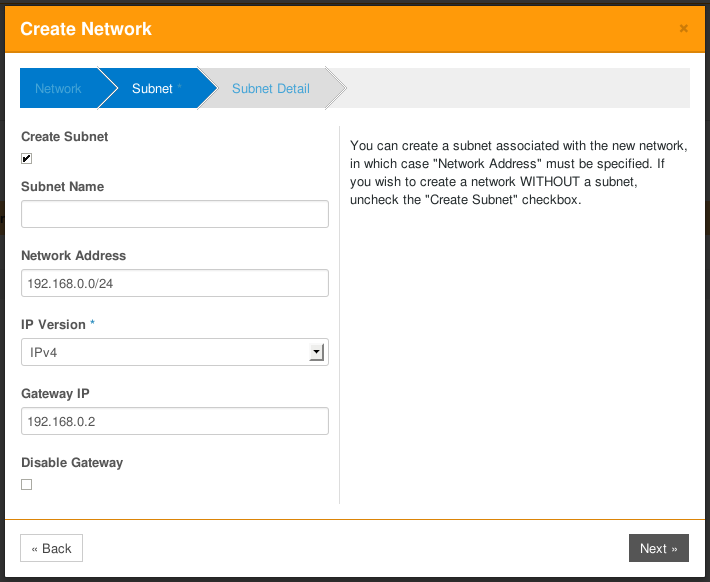 Create Network
×
Network
Subnet *
Subnet Detail
Create Subnet
Subnet Name
Network Address
192.168.0.0/24
IP Version *
IPv4
Gateway IP
192.168.0.2
Disable Gateway
You can create a subnet associated with the new network,
in which case "Network Address" must be specified. If
you wish to create a network WITHOUT a subnet,
uncheck the "Create Subnet" checkbox.
« Back
Next »